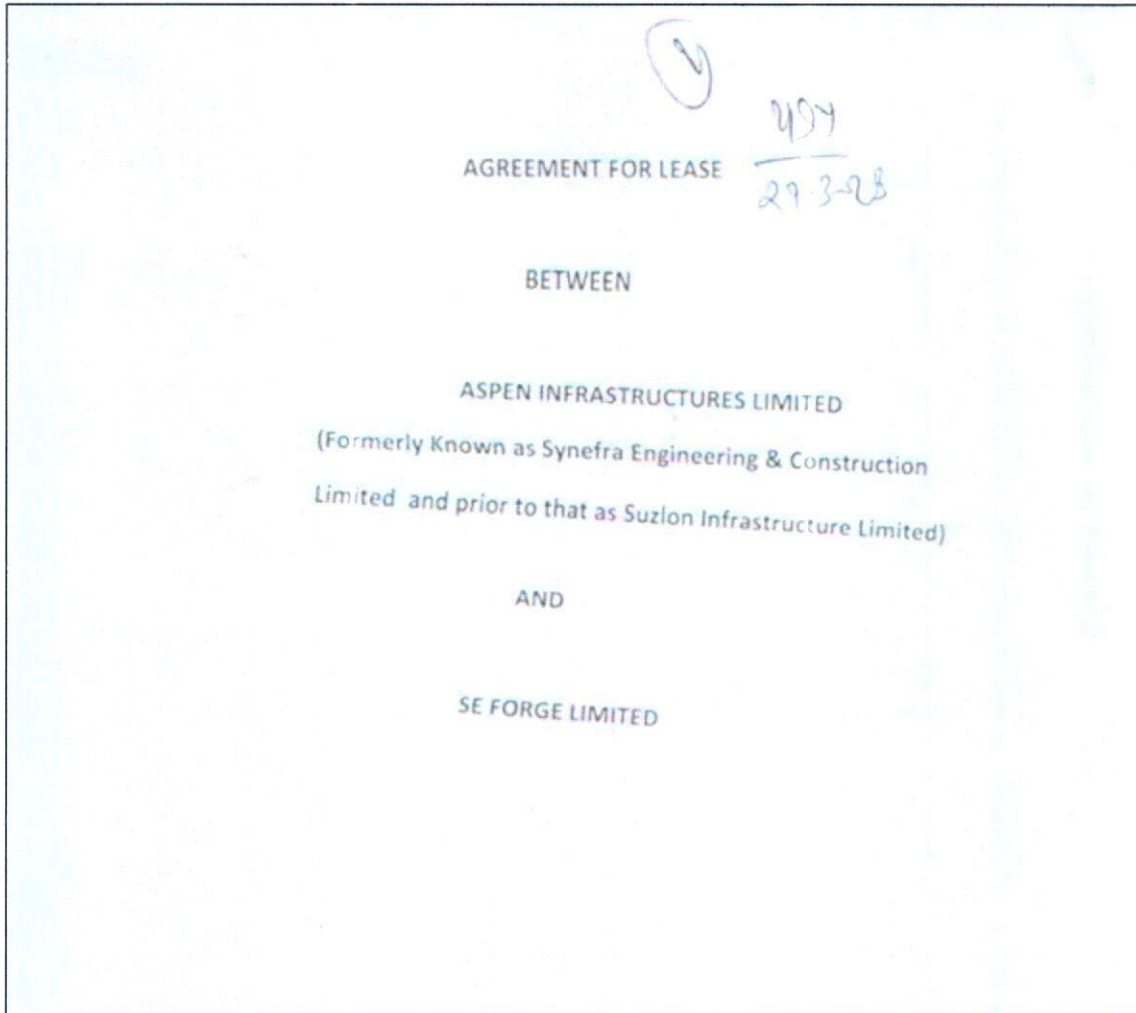 AGREEMENT FOR LEASE
BETWEEN
ASPEN INFRASTRUCTURES LIMITED
(Formerly Known as Synefra Engineering & Construction
Limited and prior to that as Suzlon Infrastructure Limited)
AND
SE FORGE LIMITED